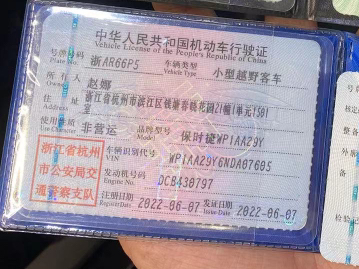 中华人民共和国机动车行驶证
Vehicle License of the People's Republic of China
号牌号码 浙AR66P5 车辆类型 小型越野客车
Plate No. Vehicle Type
所有人 赵娜
Owner
住址 浙江省杭州市滨江区钱塘春晓花园21幢1单元1501
Address
使用性质 非营运 品牌型号 保时捷WP1AA29Y
Use Character Model
浙江省杭州
市公安局交
通警察支队
车辆识别代号 WP1AA29Y6NDA07605
VIN
发动机号码 DCB430797
Engine No.
注册日期 2022-06-07 发证日期 2022-06-07
Register Date Issue Date